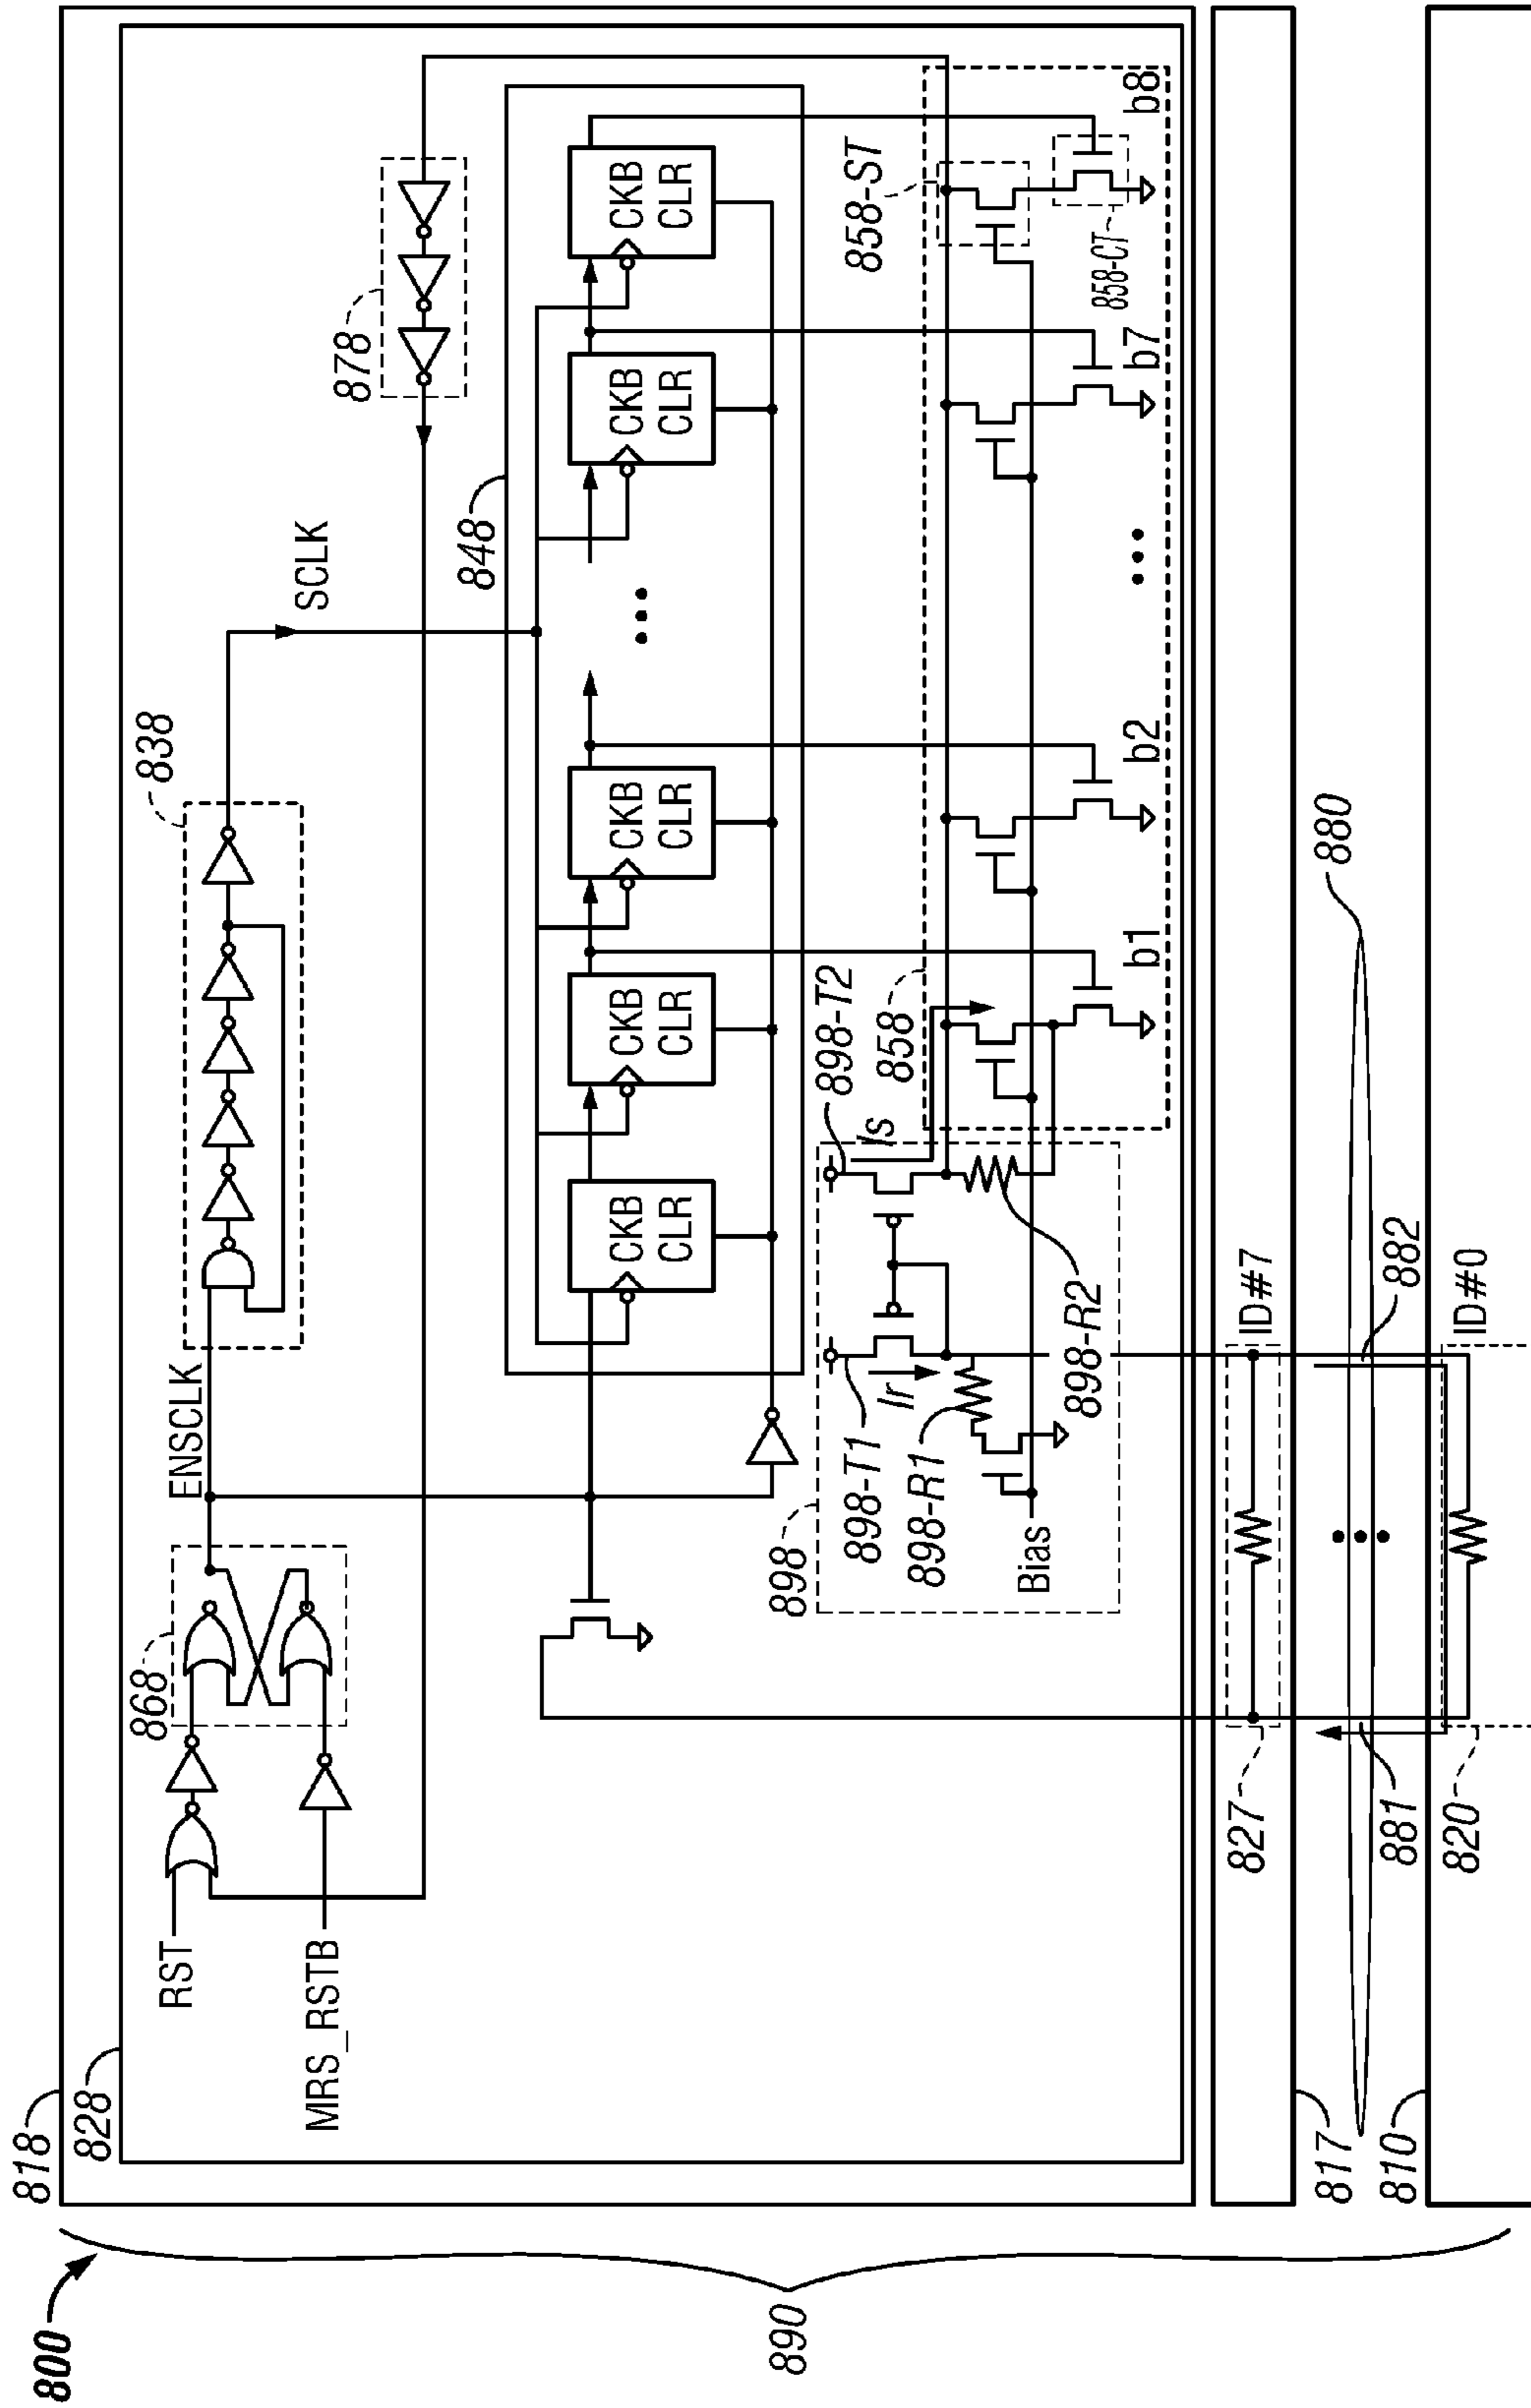 800
890
818
828
RST
MRS_RSTB
868
ENSCLK
838
SCLK
878
848
CKB
CLR
CKB
CLR
CKB
CLR
CKB
CLR
CKB
CLR
898
898-T1
Ir
898-R1
Bias
898-T2
Is
898-R2
858
858-ST
858-CT
b1
b2
b7
b8
827
ID#7
817
881
880
882
810
820
ID#0